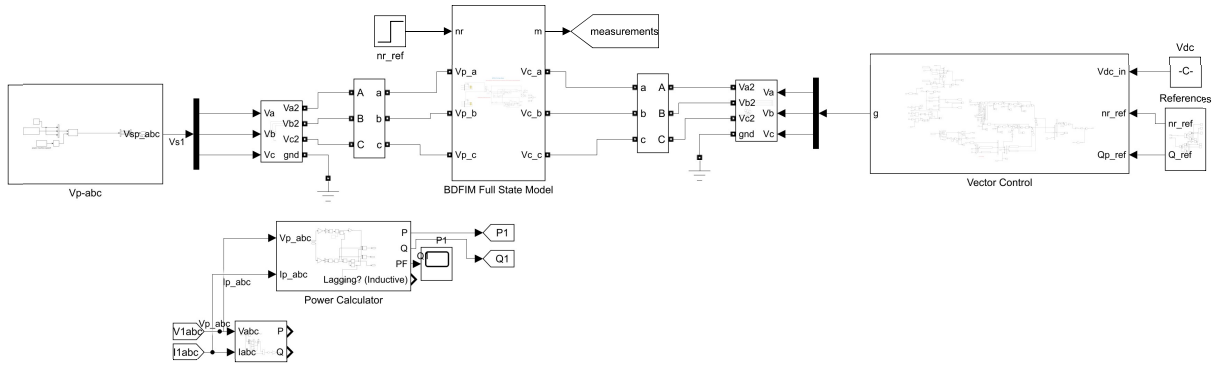 nr_ref
nr
m
measurements
Vp_a
Vp_b
Vp_c
Vc_a
Vc_b
Vc_c
BDFIM Full State Model
Vsp_abc
Vp-abc
Vs1
Va
Vb
Vc
Va2
Vb2
Vc2
gnd
A
B
C
a
b
c
a
b
c
A
B
C
Va2
Vb2
Vc2
gnd
Va
Vb
Vc
g
Vdc_in
nr_ref
Qp_ref
Vector Control
Vdc
-C-
References
nr_ref
Q_ref
Vp_abc
Ip_abc
P
Q
PF
Lagging? (Inductive)
Power Calculator
P1
Q1
P1
Q1
Ip_abc
Vp_abc
V1abc
I1abc
Vabc
Iabc
P
Q